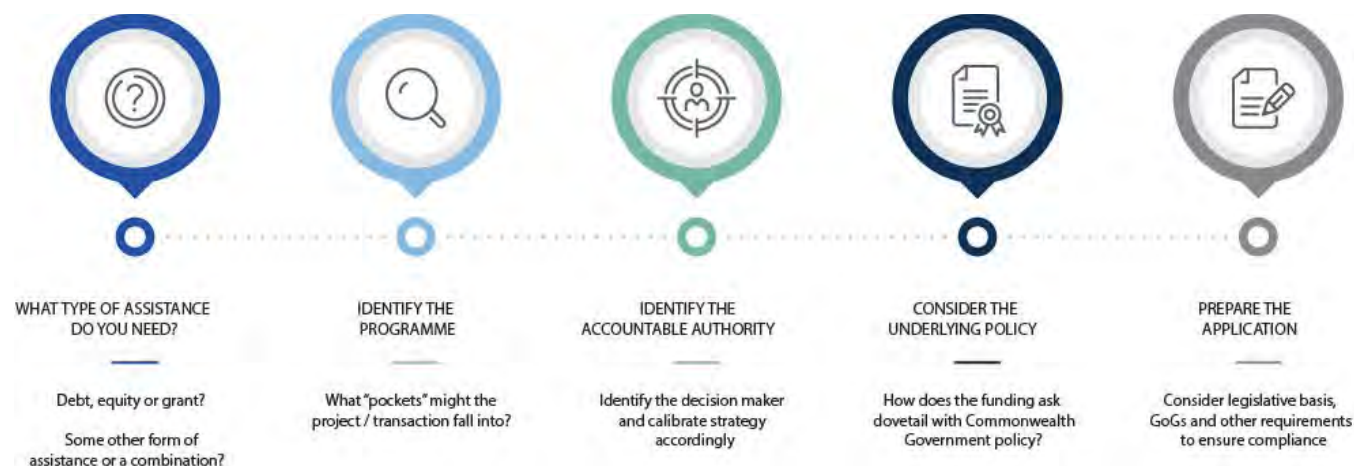 WHAT TYPE OF ASSISTANCE
DO YOU NEED?
Debt, equity or grant?
Some other form of
assistance or a combination?
IDENTIFY THE
PROGRAMME
What "pockets" might the
project / transaction fall into?
IDENTIFY THE
ACCOUNTABLE AUTHORITY
Identify the decision maker
and calibrate strategy
accordingly
CONSIDER THE
UNDERLYING POLICY
How does the funding ask
dovetail with Commonwealth
Government policy?
PREPARE THE
APPLICATION
Consider legislative basis,
GoGs and other requirements
to ensure compliance